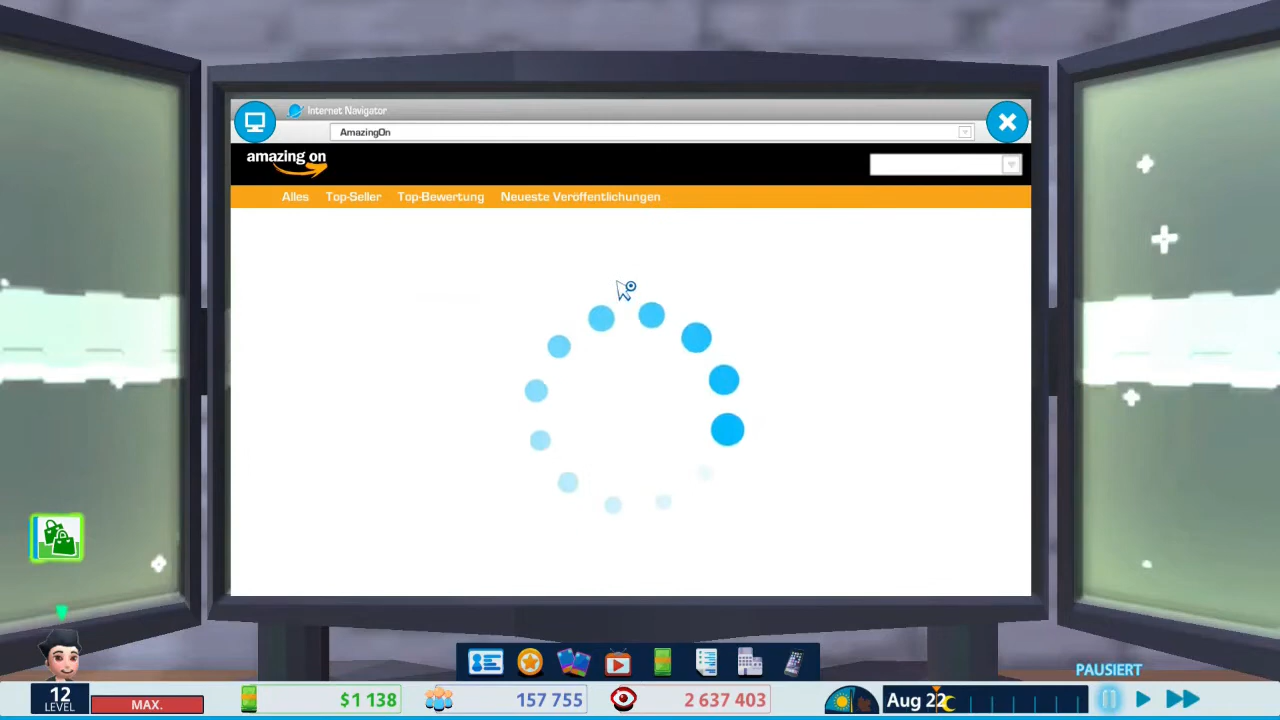 Internet Navigator
AmazingOn
amazing on
Alles Top-Seller Top-Bewertung Neueste Veröffentlichungen
PAUSIERT
12
LEVEL
MAX.
$1 138
157 755
2 637 403
Aug 22